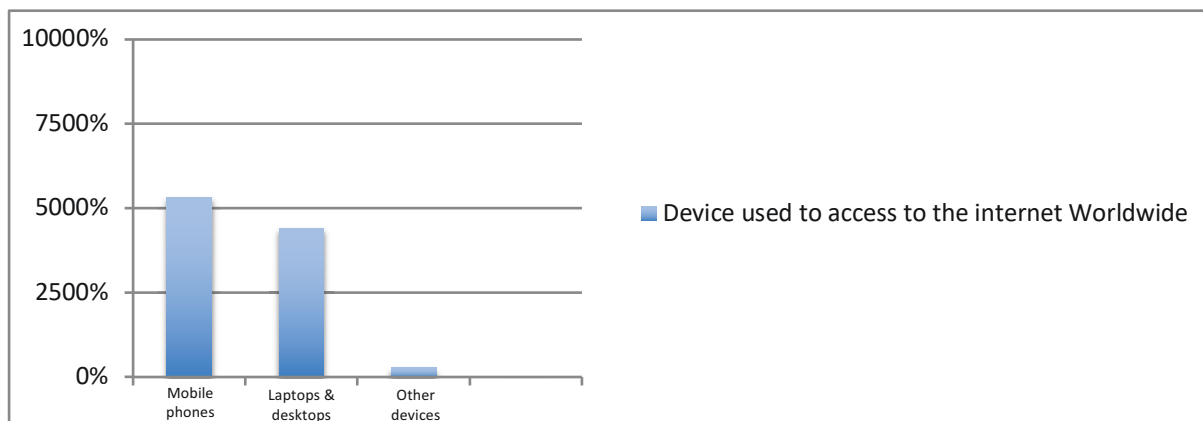 10000%
7500%
5000%
2500%
0%
Mobile
phones
Laptops &
desktops
Other
devices
Device used to access to the internet Worldwide